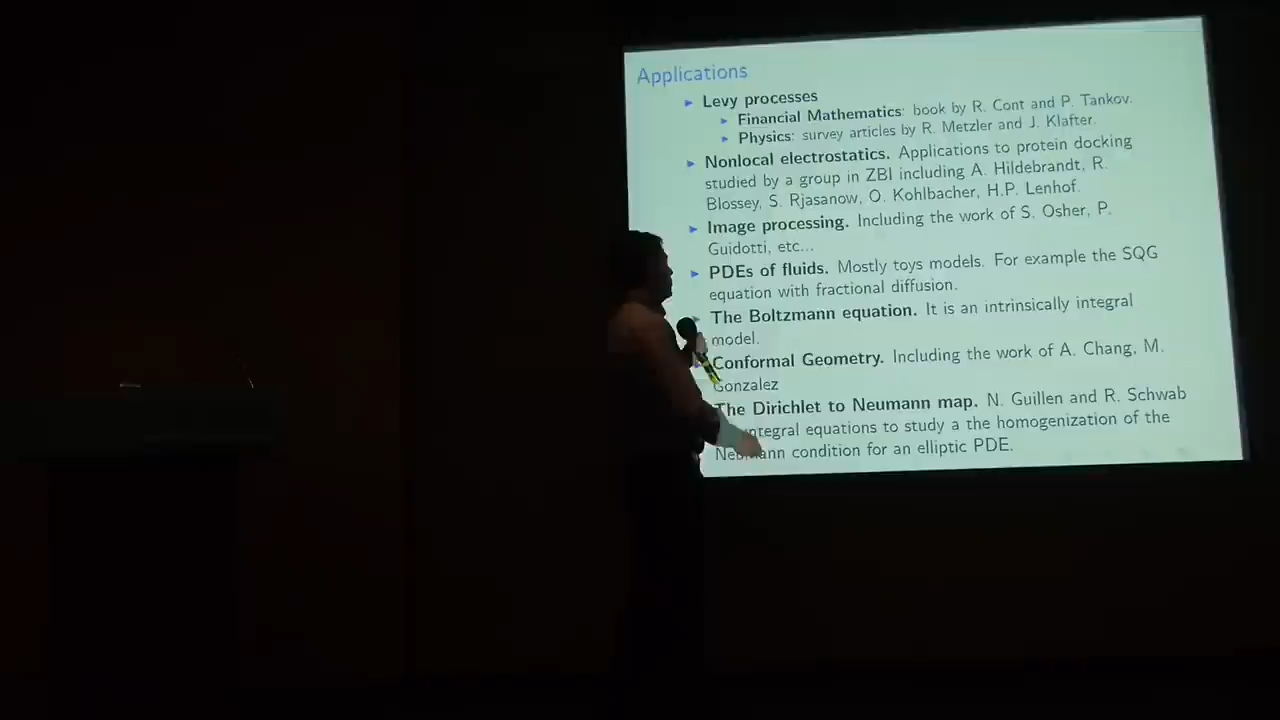 Applications
► Levy processes
► Financial Mathematics: book by R. Cont and P. Tankov.
► Physics: survey articles by R. Metzler and J. Klafter.
► Nonlocal electrostatics. Applications to protein docking
studied by a group in ZBI including A. Hildebrandt, R.
Blossey, S. Rjasanow, O. Kohlbacher, H.P. Lenhof.
► Image processing. Including the work of S. Osher, P.
Guidotti, etc...
► PDEs of fluids. Mostly toys models. For example the SQG
equation with fractional diffusion.
► The Boltzmann equation. It is an intrinsically integral
model.
► Conformal Geometry. Including the work of A. Chang, M.
Gonzalez
The Dirichlet to Neumann map. N. Guillen and R. Schwab
integral equations to study a the homogenization of the
Neumann condition for an elliptic PDE.